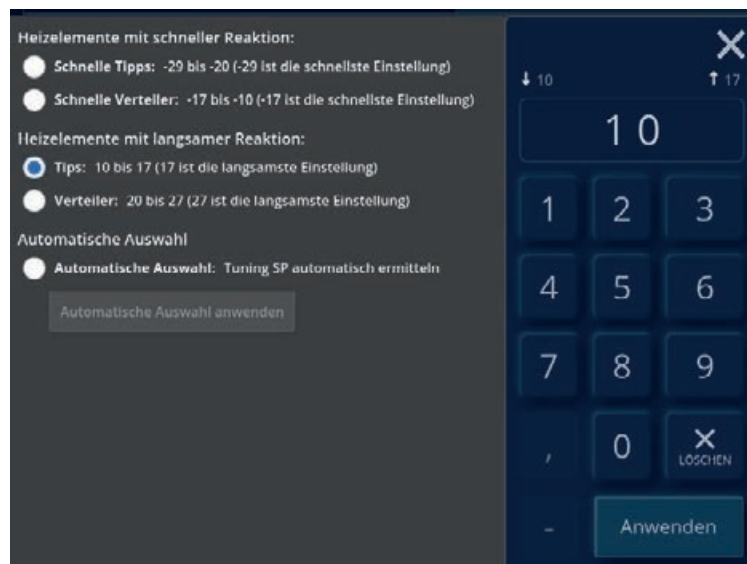 Heizelemente mit schneller Reaktion:
Schnelle Tipps: -29 bis -20 (-29 ist die schnellste Einstellung)
Schnelle Verteller: -17 bis -10 (-17 ist die schnellste Einstellung)
Heizelemente mit langsamer Reaktion:
Tips: 10 bis 17 (17 ist die langsamste Einstellung)
Verteiler: 20 bis 27 (27 ist die langsamste Einstellung)
Automatische Auswahl
Automatische Auswahl: Tuning SP automatisch ermitteln
Automatische Auswahl anwenden
↓ 10 ↑ 17
10
1 2 3
4 5 6
7 8 9
, 0 LÖSCHEN
- Anwenden